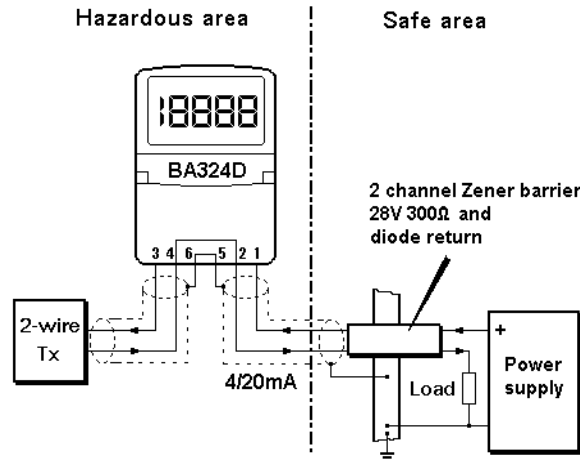 Hazardous area
Safe area
18888
BA324D
3 4 6 5 2 1
2 channel Zener barrier
28V 300Ω and
diode return
2-wire
Tx
4/20mA
Load
+
Power
supply
-